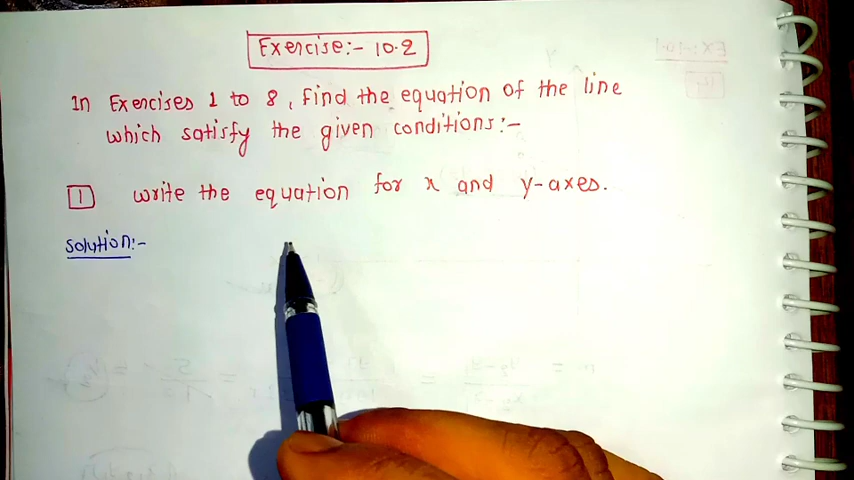 Exercise:- 10.2
In Exercises 1 to 8, find the equation of the line
which satisfy the given conditions:-
1 write the equation for x and y-axes.
Solution:-